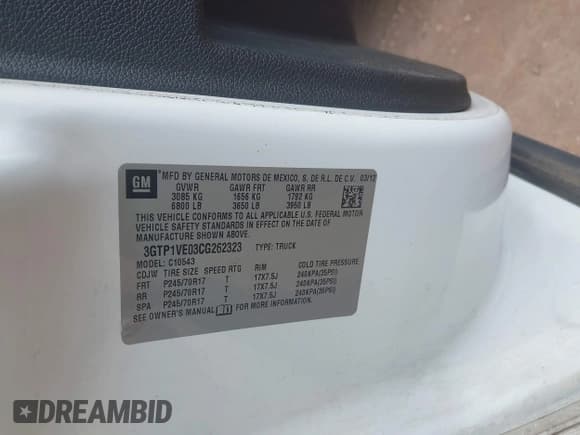 GM MFD BY GENERAL MOTORS DE MEXICO, S. DE R.L. DE C.V. 03/12
GVWR GAWR FRT GAWR RR
3085 KG 1656 KG 1792 KG
6800 LB 3650 LB 3950 LB
THIS VEHICLE CONFORMS TO ALL APPLICABLE U.S. FEDERAL MOTOR
VEHICLE SAFETY STANDARDS IN EFFECT ON THE DATE OF
MANUFACTURE SHOWN ABOVE.
3GTP1VE03CG262323 TYPE: TRUCK
MODEL: C10543
CDJW TIRE SIZE SPEED RTG RIM COLD TIRE PRESSURE
FRT P245/70R17 T 17X7.5J 240KPA(35PSI)
RR P245/70R17 T 17X7.5J 240KPA(35PSI)
SPA P245/70R17 T 17X7.5J 240KPA(35PSI)
SEE OWNER'S MANUAL FOR MORE INFORMATION.
DREAMBID